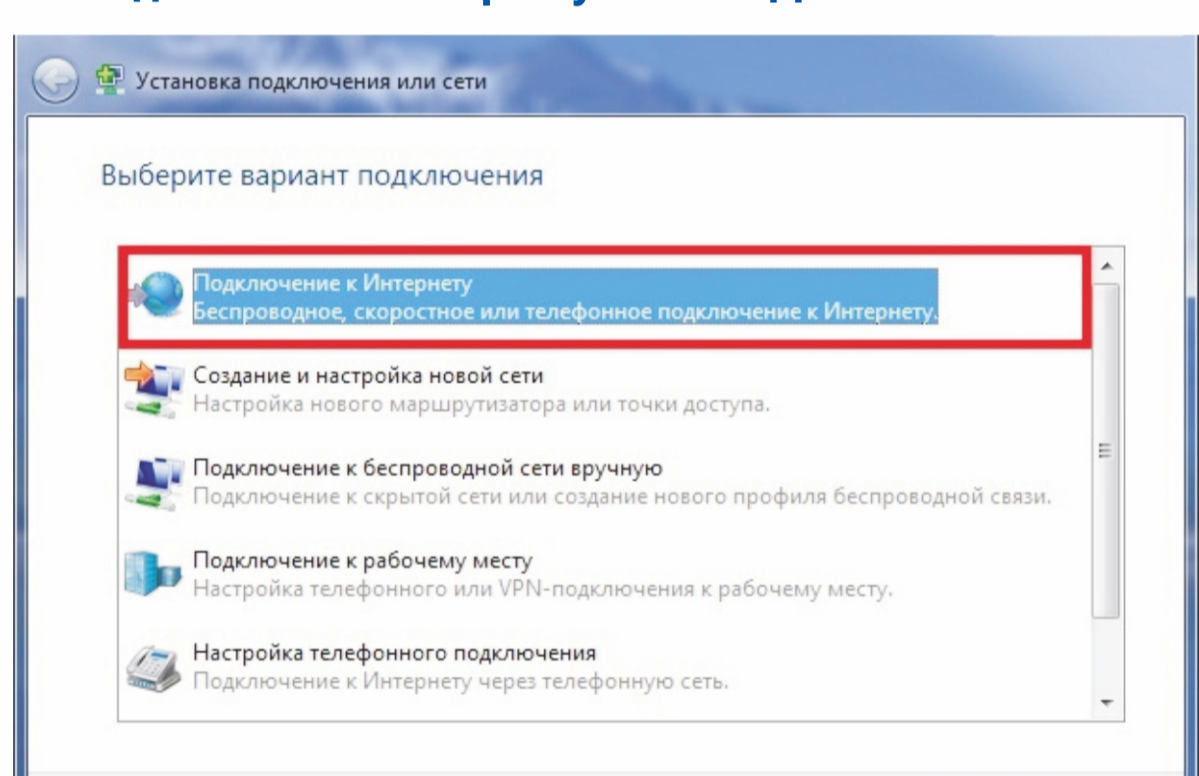 Установка подключения или сети
Выберите вариант подключения
Подключение к Интернету
Беспроводное, скоростное или телефонное подключение к Интернету.
Создание и настройка новой сети
Настройка нового маршрутизатора или точки доступа.
Подключение к беспроводной сети вручную
Подключение к скрытой сети или создание нового профиля беспроводной связи.
Подключение к рабочему месту
Настройка телефонного или VPN-подключения к рабочему месту.
Настройка телефонного подключения
Подключение к Интернету через телефонную сеть.